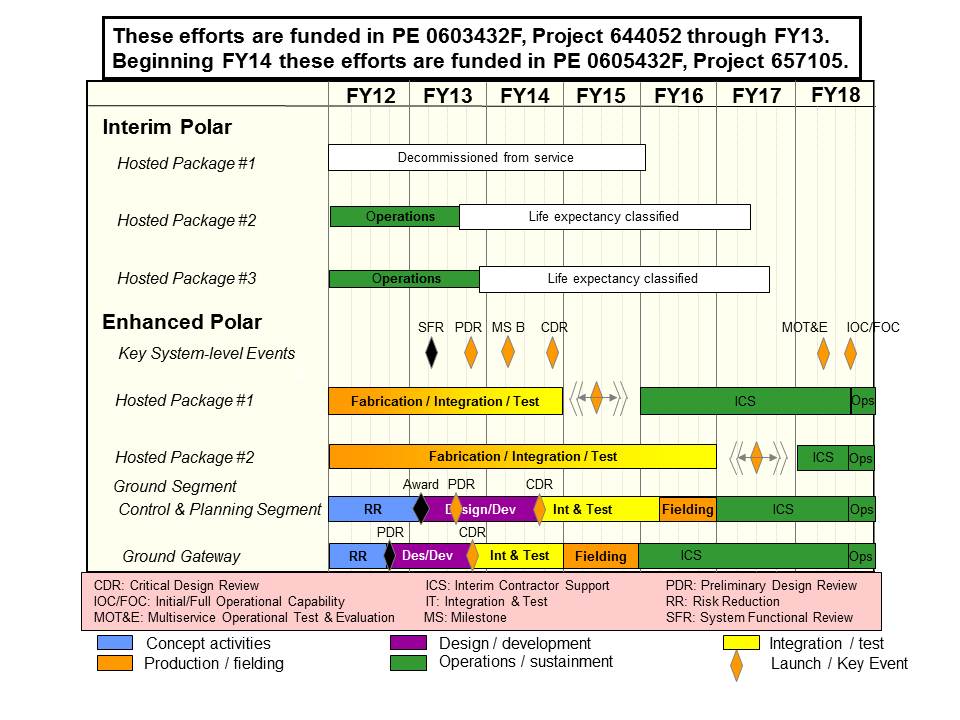 These efforts are funded in PE 0603432F, Project 644052 through FY13.
Beginning FY14 these efforts are funded in PE 0605432F, Project 657105.
FY12 FY13 FY14 FY15 FY16 FY17 FY18
Interim Polar
Hosted Package #1 Decommissioned from service
Hosted Package #2 Operations Life expectancy classified
Hosted Package #3 Operations Life expectancy classified
Enhanced Polar
SFR PDR MS B CDR MOT&E IOC/FOC
Key System-level Events
Hosted Package #1 Fabrication / Integration / Test ICS Ops
Hosted Package #2 Fabrication / Integration / Test ICS Ops
Ground Segment Award PDR CDR
Control & Planning Segment RR Design/Dev Int & Test Fielding ICS Ops
PDR CDR
Ground Gateway RR Des/Dev Int & Test Fielding ICS Ops
CDR: Critical Design Review ICS: Interim Contractor Support PDR: Preliminary Design Review
IOC/FOC: Initial/Full Operational Capability IT: Integration & Test RR: Risk Reduction
MOT&E: Multiservice Operational Test & Evaluation MS: Milestone SFR: System Functional Review
Concept activities Design / development Integration / test
Production / fielding Operations / sustainment Launch / Key Event